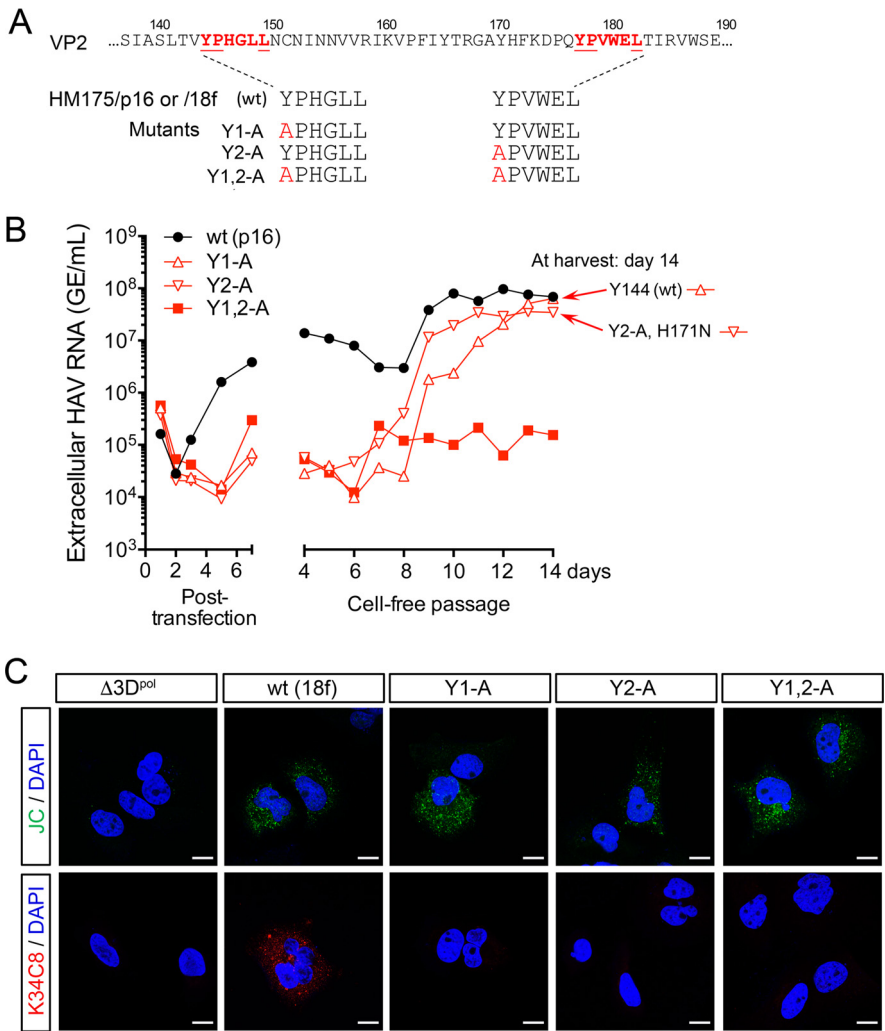 A
140 150 160 170 180 190
VP2 ...SIASLTVYPHGLLNCNINNVVRIKVPFIYTRGAYHFKDPQYPVWELTIRVWSE...
HM175/p16 or /18f (wt) YPHGLL YPVWEL
Mutants Y1-A APHGLL YPVWEL
Y2-A YPHGLL APVWEL
Y1,2-A APHGLL APVWEL
B
Extracellular HAV RNA (GE/mL)
10⁹
10⁸
10⁷
10⁶
10⁵
10⁴
10³
wt (p16)
Y1-A
Y2-A
Y1,2-A
At harvest: day 14
Y144 (wt)
Y2-A, H171N
0 2 4 6 4 6 8 10 12 14 days
Post-
transfection
Cell-free passage
C
Δ3Dᵖᵒˡ wt (18f) Y1-A Y2-A Y1,2-A
JC / DAPI
K34C8 / DAPI